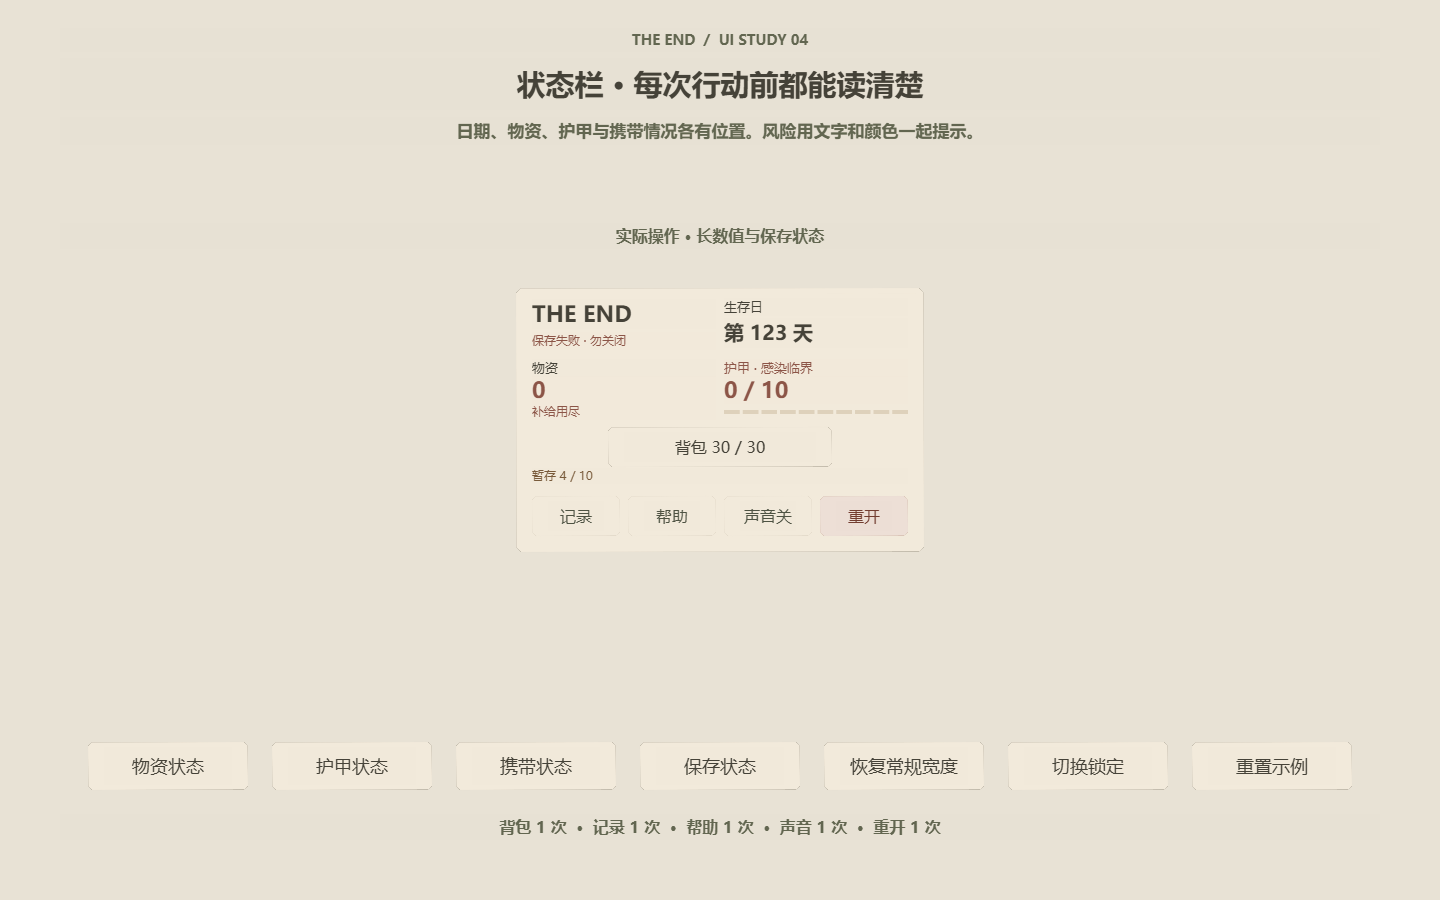 THE END / UI STUDY 04
状态栏 · 每次行动前都能读清楚
日期、物资、护甲与携带情况各有位置。风险用文字和颜色一起提示。
实际操作 · 长数值与保存状态
THE END
保存失败 · 勿关闭
生存日
第 123 天
物资
0
补给用尽
护甲 · 感染临界
0 / 10
背包 30 / 30
暂存 4 / 10
记录 帮助 声音关 重开
物资状态 护甲状态 携带状态 保存状态 恢复常规宽度 切换锁定 重置示例
背包 1 次 · 记录 1 次 · 帮助 1 次 · 声音 1 次 · 重开 1 次